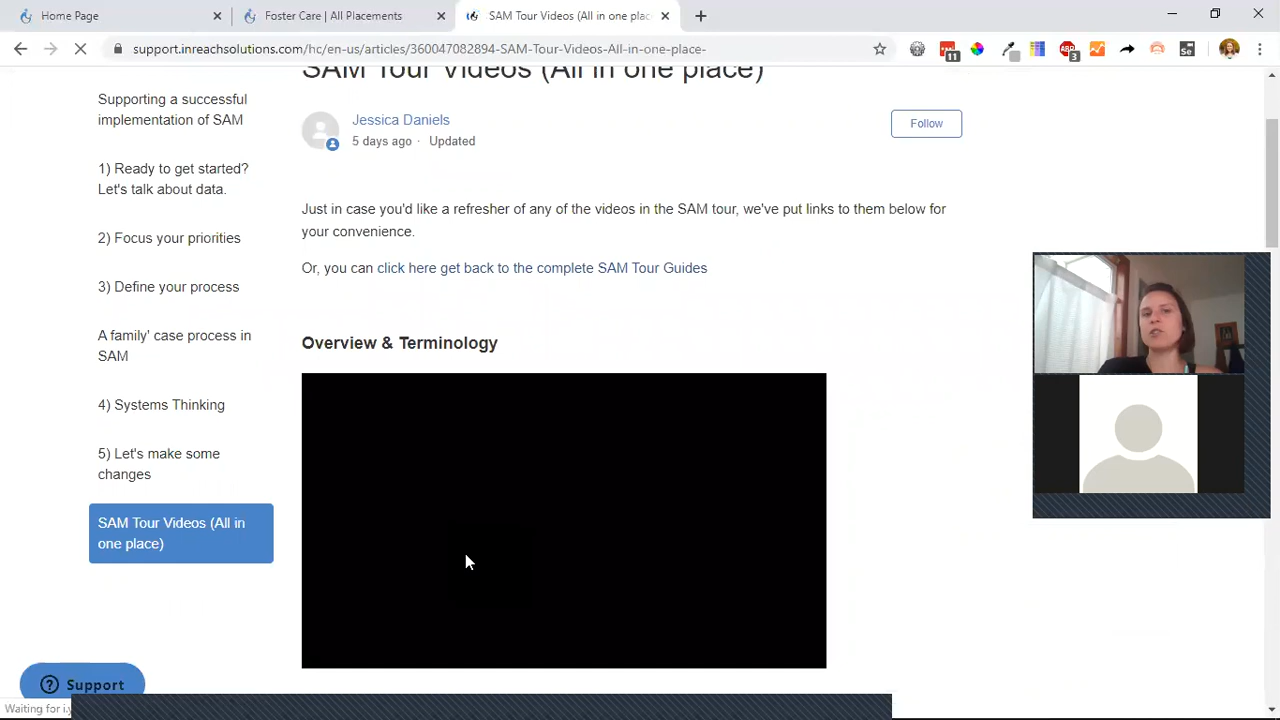 Home Page
Foster Care | All Placements
SAM Tour Videos (All in one plac
support.inreachsolutions.com/hc/en-us/articles/360047082894-SAM-Tour-Videos-All-in-one-place-
11
3
Se
SAM Tour Videos (All in one place)
Supporting a successful
implementation of SAM
1) Ready to get started?
Let's talk about data.
2) Focus your priorities
3) Define your process
A family' case process in
SAM
4) Systems Thinking
5) Let's make some
changes
SAM Tour Videos (All in
one place)
Jessica Daniels
5 days ago · Updated
Follow
Just in case you'd like a refresher of any of the videos in the SAM tour, we've put links to them below for
your convenience.
Or, you can click here get back to the complete SAM Tour Guides
Overview & Terminology
Support
Waiting for i.y